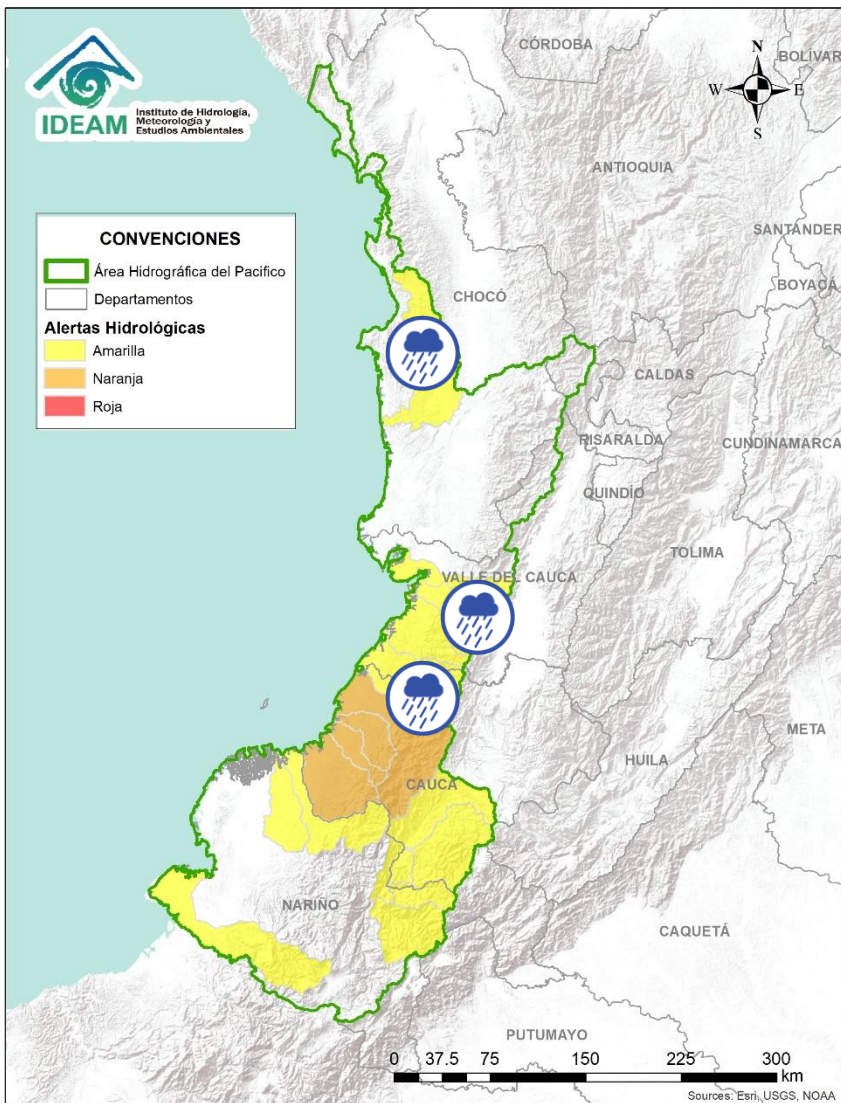 IDEAM
Instituto de Hidrología,
Meteorología y
Estudios Ambientales
N
W
E
S
CÓRDOBA
BOLÍVAR
ANTIOQUIA
SANTANDER
BOYACÁ
CHOCÓ
CALDAS
RISARALDA
CUNDINAMARCA
QUINDÍO
TOLIMA
VALLE DEL CAUCA
META
HUILA
CAUCA
NARIÑO
CAQUETÁ
PUTUMAYO
CONVENCIONES
Área Hidrográfica del Pacifico
Departamentos
Alertas Hidrológicas
Amarilla
Naranja
Roja
0 37.5 75 150 225 300
km
Sources: Esri, USGS, NOAA